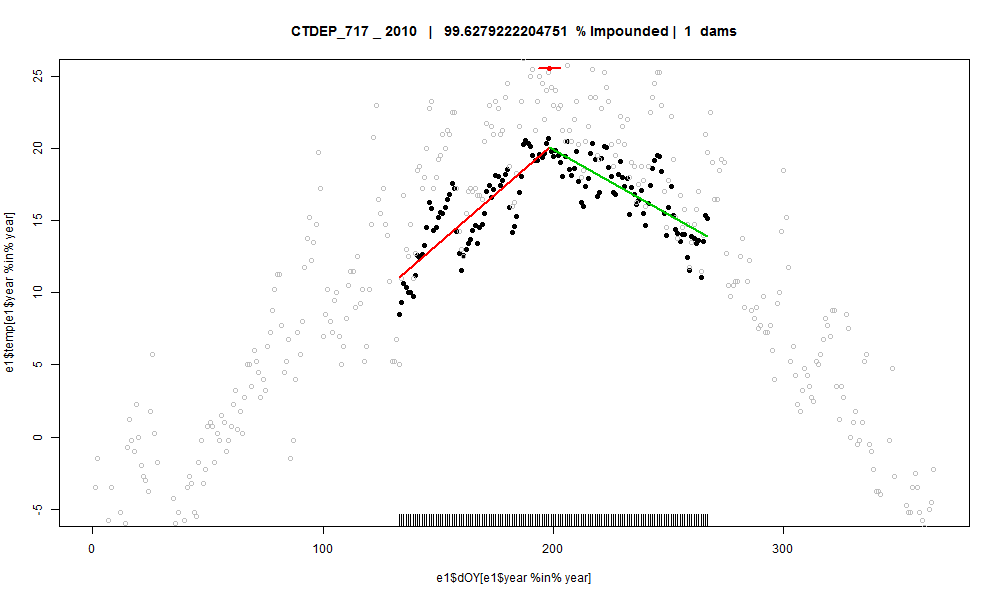 CTDEP_717 _ 2010 | 99.6279222204751 % Impounded | 1 dams
e1$temp[e1$year %in% year]
25
20
15
10
5
0
-5
0 100 200 300
e1$dOY[e1$year %in% year]